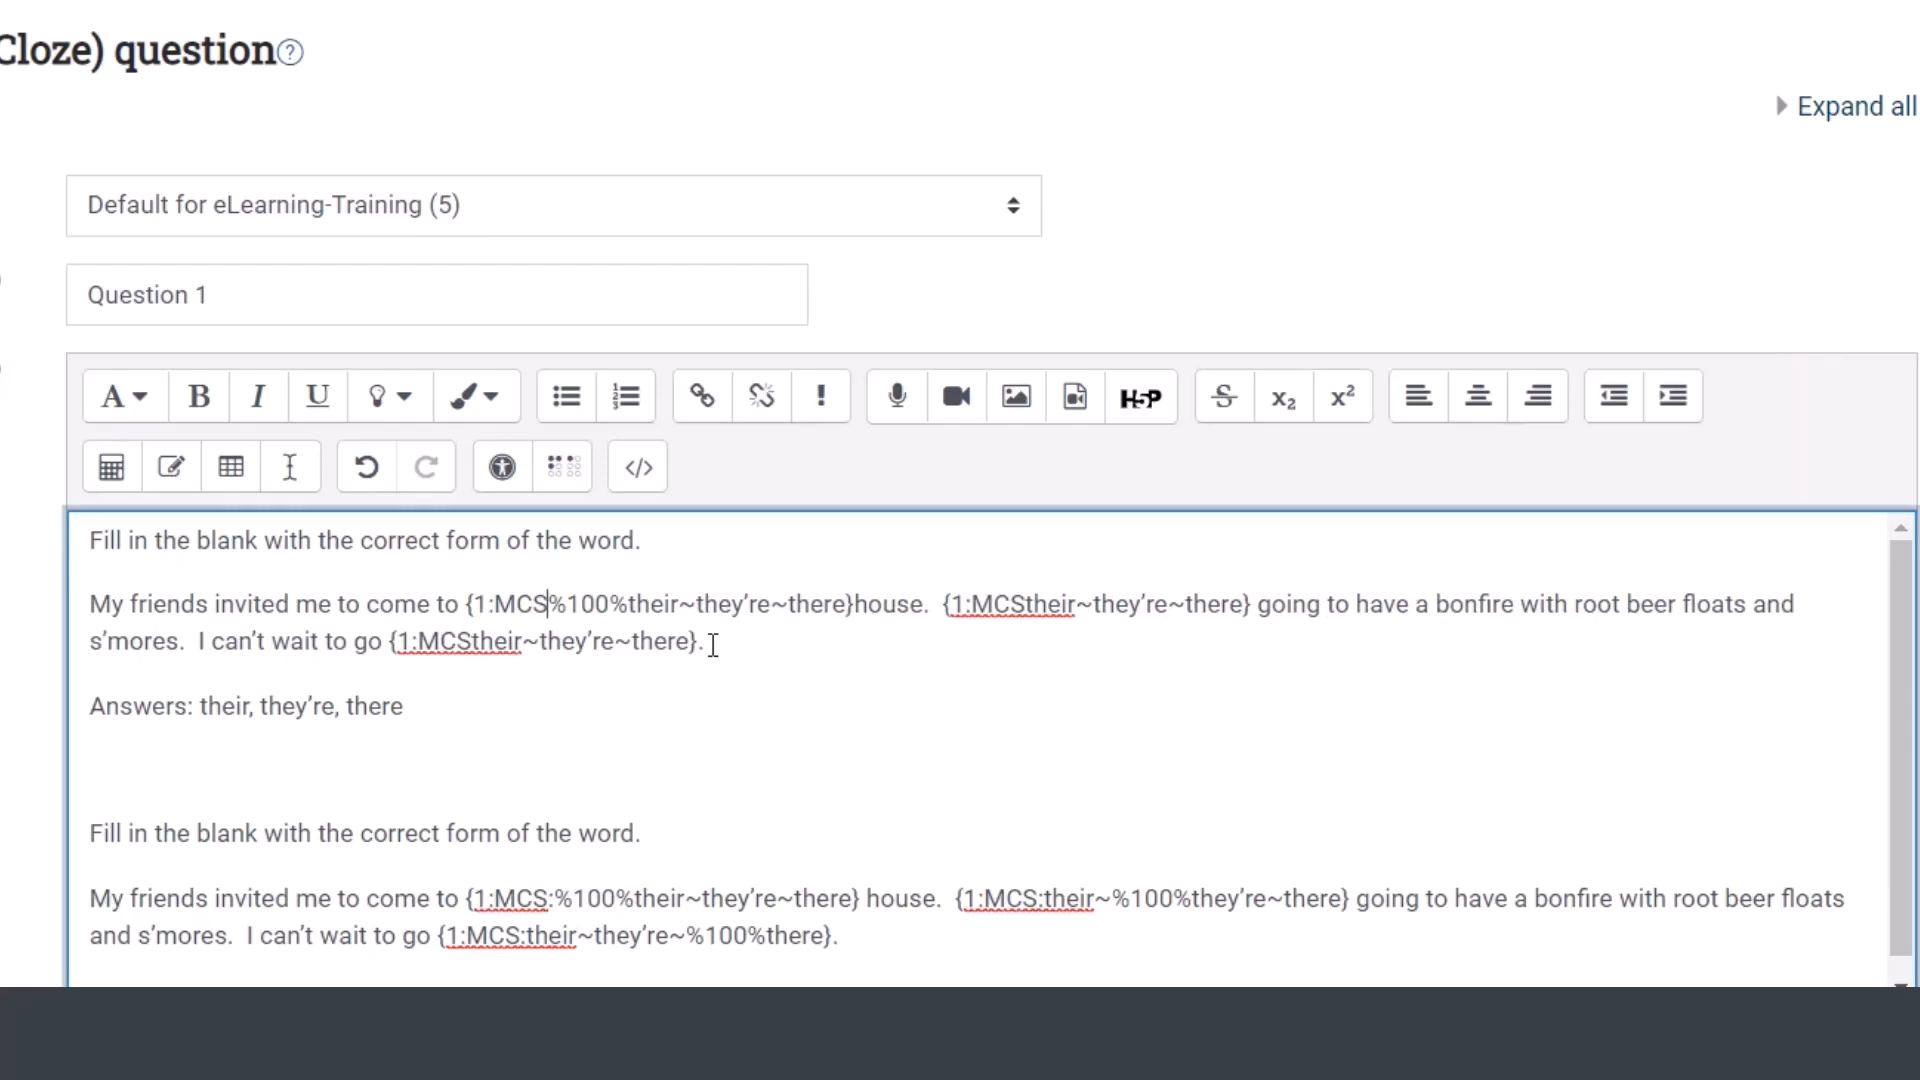 Cloze) question
Expand all
Default for eLearning-Training (5)
Question 1
A B I U H5P S x₂ x²
Fill in the blank with the correct form of the word.
My friends invited me to come to {1:MCS%100%their~they’re~there}house.  {1:MCStheir~they’re~there} going to have a bonfire with root beer floats and
s’mores.  I can’t wait to go {1:MCStheir~they’re~there}.
Answers: their, they’re, there
Fill in the blank with the correct form of the word.
My friends invited me to come to {1:MCS:%100%their~they’re~there} house.  {1:MCS:their~%100%they’re~there} going to have a bonfire with root beer floats
and s’mores.  I can’t wait to go {1:MCS:their~they’re~%100%there}.